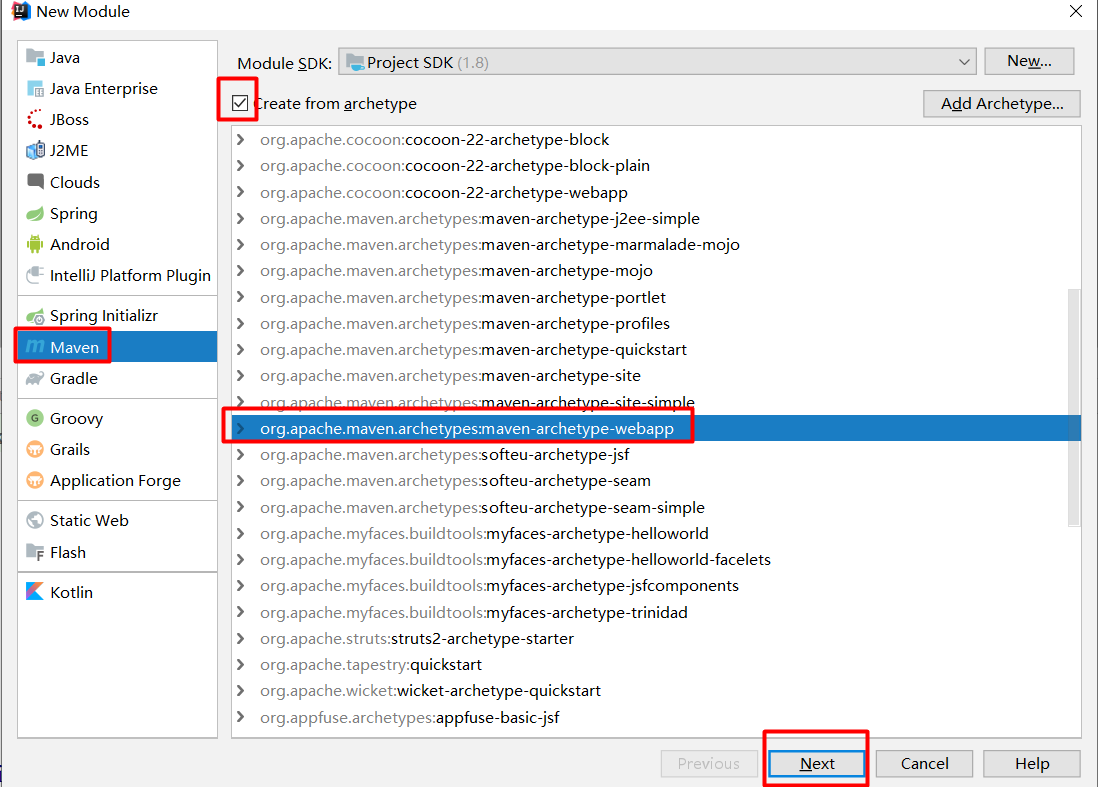 New Module
Java
Java Enterprise
JBoss
J2ME
Clouds
Spring
Android
IntelliJ Platform Plugin
Spring Initializr
Maven
Gradle
Groovy
Grails
Application Forge
Static Web
Flash
Kotlin
Module SDK: Project SDK (1.8) New...
Create from archetype Add Archetype...
org.apache.cocoon:cocoon-22-archetype-block
org.apache.cocoon:cocoon-22-archetype-block-plain
org.apache.cocoon:cocoon-22-archetype-webapp
org.apache.maven.archetypes:maven-archetype-j2ee-simple
org.apache.maven.archetypes:maven-archetype-marmalade-mojo
org.apache.maven.archetypes:maven-archetype-mojo
org.apache.maven.archetypes:maven-archetype-portlet
org.apache.maven.archetypes:maven-archetype-profiles
org.apache.maven.archetypes:maven-archetype-quickstart
org.apache.maven.archetypes:maven-archetype-site
org.apache.maven.archetypes:maven-archetype-site-simple
org.apache.maven.archetypes:maven-archetype-webapp
org.apache.maven.archetypes:softeu-archetype-jsf
org.apache.maven.archetypes:softeu-archetype-seam
org.apache.maven.archetypes:softeu-archetype-seam-simple
org.apache.myfaces.buildtools:myfaces-archetype-helloworld
org.apache.myfaces.buildtools:myfaces-archetype-helloworld-facelets
org.apache.myfaces.buildtools:myfaces-archetype-jsfcomponents
org.apache.myfaces.buildtools:myfaces-archetype-trinidad
org.apache.struts:struts2-archetype-starter
org.apache.tapestry:quickstart
org.apache.wicket:wicket-archetype-quickstart
org.appfuse.archetypes:appfuse-basic-jsf
Previous Next Cancel Help